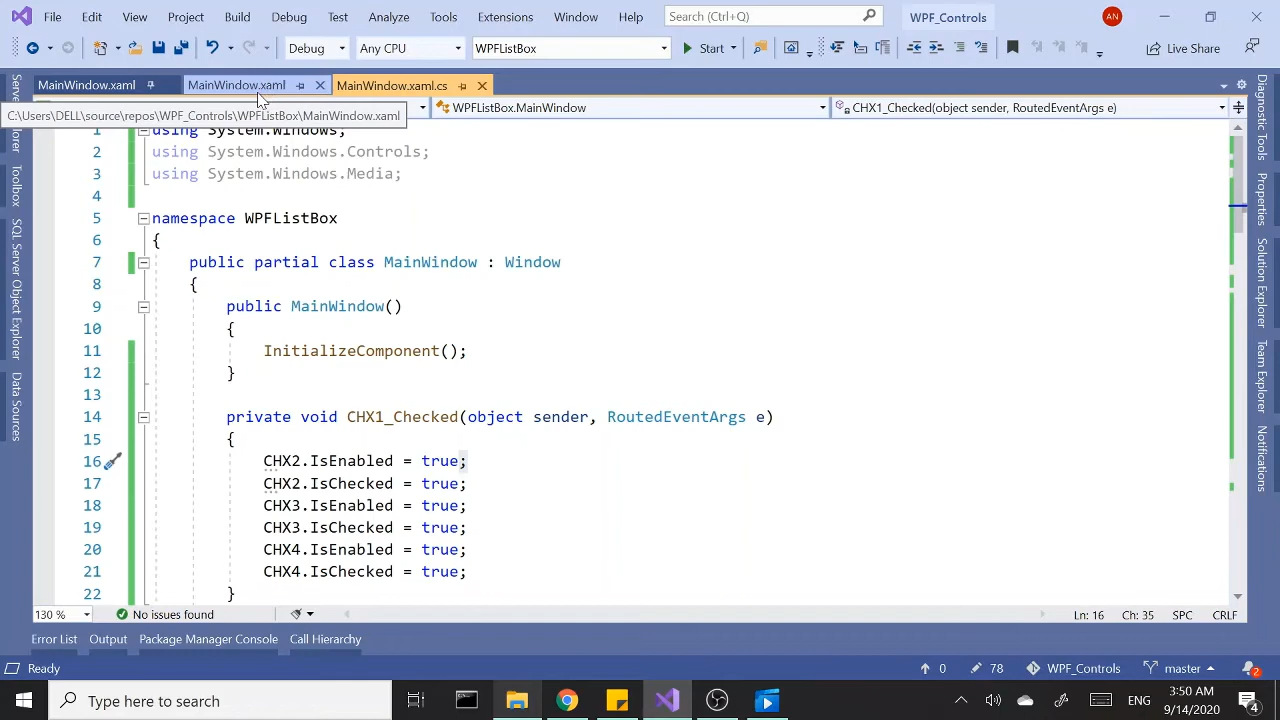 File Edit View Git Project Build Debug Test Analyze Tools Extensions Window Help Search (Ctrl+Q) WPF_Controls AN
Debug Any CPU WPFListBox Start Live Share
MainWindow.xaml MainWindow.xaml MainWindow.xaml.cs
WPFListBox.MainWindow CHX1_Checked(object sender, RoutedEventArgs e)
C:\Users\DELL\source\repos\WPF_Controls\WPFListBox\MainWindow.xaml
1 using System.Windows;
2 using System.Windows.Controls;
3 using System.Windows.Media;
4
5 namespace WPFListBox
6 {
7 public partial class MainWindow : Window
8 {
9 public MainWindow()
10 {
11 InitializeComponent();
12 }
13
14 private void CHX1_Checked(object sender, RoutedEventArgs e)
15 {
16 CHX2.IsEnabled = true;
17 CHX2.IsChecked = true;
18 CHX3.IsEnabled = true;
19 CHX3.IsChecked = true;
20 CHX4.IsEnabled = true;
21 CHX4.IsChecked = true;
22 }
Toolbox
SQL Server Object Explorer
Data Sources
Diagnostic Tools
Properties
Solution Explorer
Team Explorer
Notifications
130 % No issues found Ln: 16 Ch: 35 SPC CRLF
Error List Output Package Manager Console Call Hierarchy
Ready 0 78 WPF_Controls master 2
Type here to search ENG :50 AM
9/14/2020 4